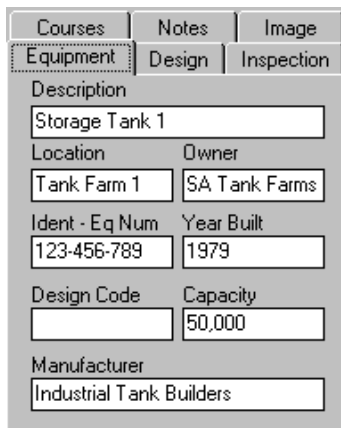 Courses Notes Image
Equipment Design Inspection
Description
Storage Tank 1
Location Owner
Tank Farm 1 SA Tank Farms
Ident - Eq Num Year Built
123-456-789 1979
Design Code Capacity
50,000
Manufacturer
Industrial Tank Builders